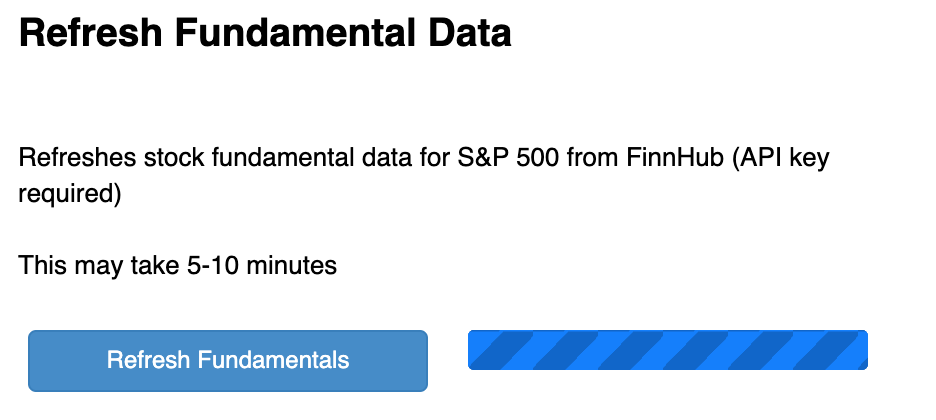 Refresh Fundamental Data
Refreshes stock fundamental data for S&P 500 from FinnHub (API key
required)
This may take 5-10 minutes
Refresh Fundamentals